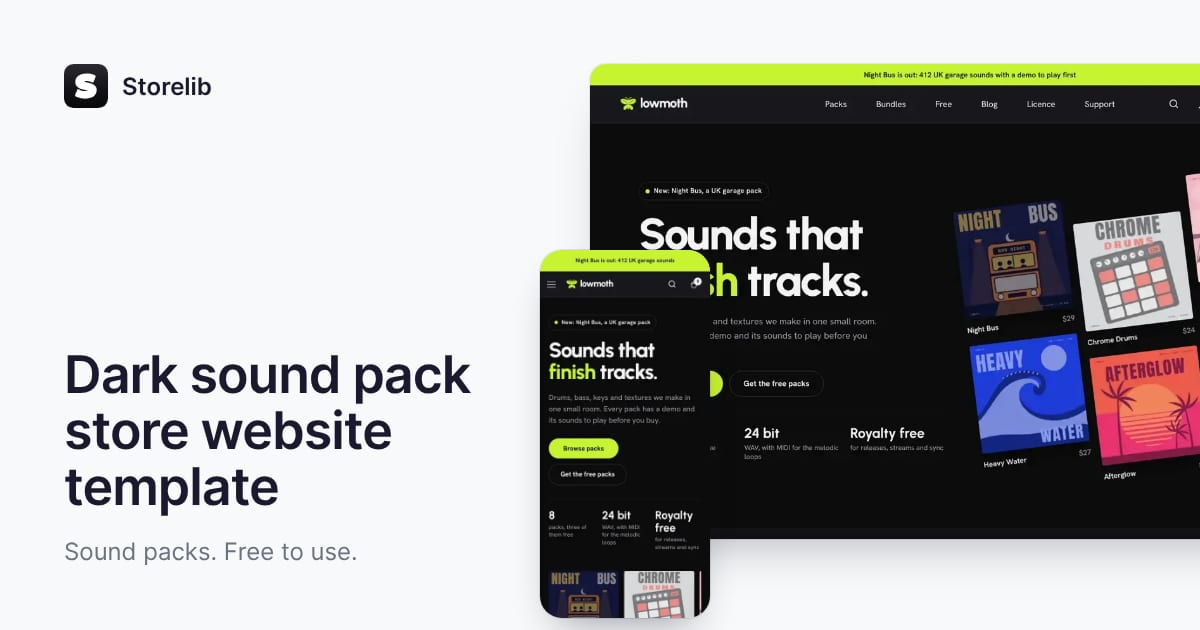 Storelib
Dark sound pack
store website
template
Sound packs. Free to use.
Night Bus is out: 412 UK garage sounds with a demo to play first
lowmoth
Packs
Bundles
Free
Blog
Licence
Support
New: Night Bus, a UK garage pack
Sounds that
sh tracks.
and textures we make in one small room.
demo and its sounds to play before you
Get the free packs
24 bit
WAV, with MIDI for the melodic
loops
Royalty free
for releases, streams and sync
NIGHT BUS
Night Bus
$29
CHROME
DRUMS
Chrome Drums
$24
HEAVY
WATER
Heavy Water
$27
AFTERGLOW
Afterglow
Night Bus is out: 412 UK garage sounds
lowmoth
New: Night Bus, a UK garage pack
Sounds that
finish tracks.
Drums, bass, keys and textures we make in
one small room. Every pack has a demo and
its sounds to play before you buy.
Browse packs
Get the free packs
8
packs, three of
them free
24 bit
WAV, with MIDI
for the melodic
loops
Royalty
free
for releases,
streams and sync
NIGHT BUS
CHROME
DRUMS